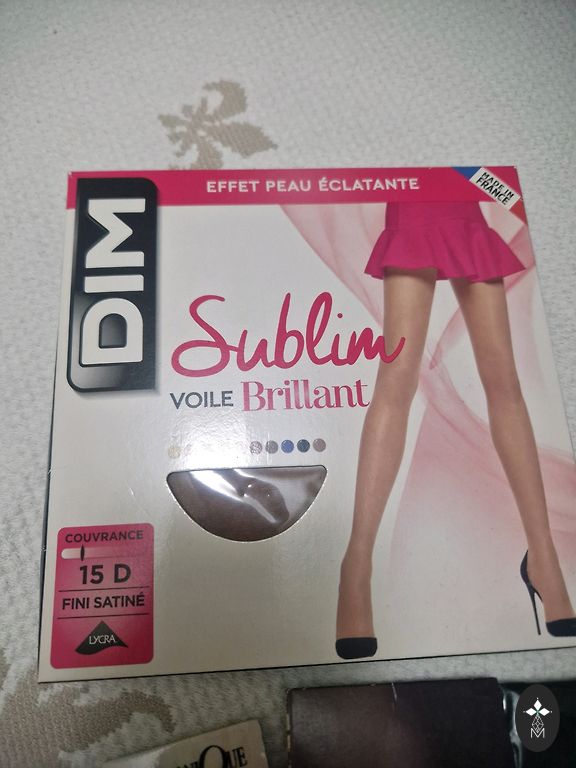 EFFET PEAU ÉCLATANTE
MADE IN
FRANCE
DIM
Sublim
VOILE Brillant
COUVRANCE
15 D
FINI SATINÉ
LYCRA
M